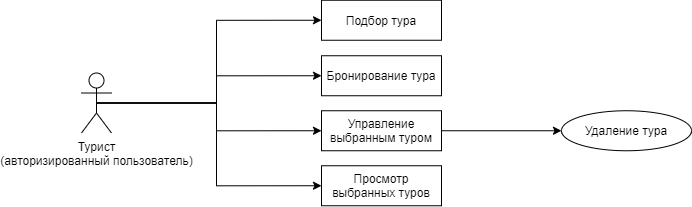 Подбор тура
Бронирование тура
Управление
выбранным туром
Удаление тура
Турист
(авторизированный пользователь)
Просмотр
выбранных туров